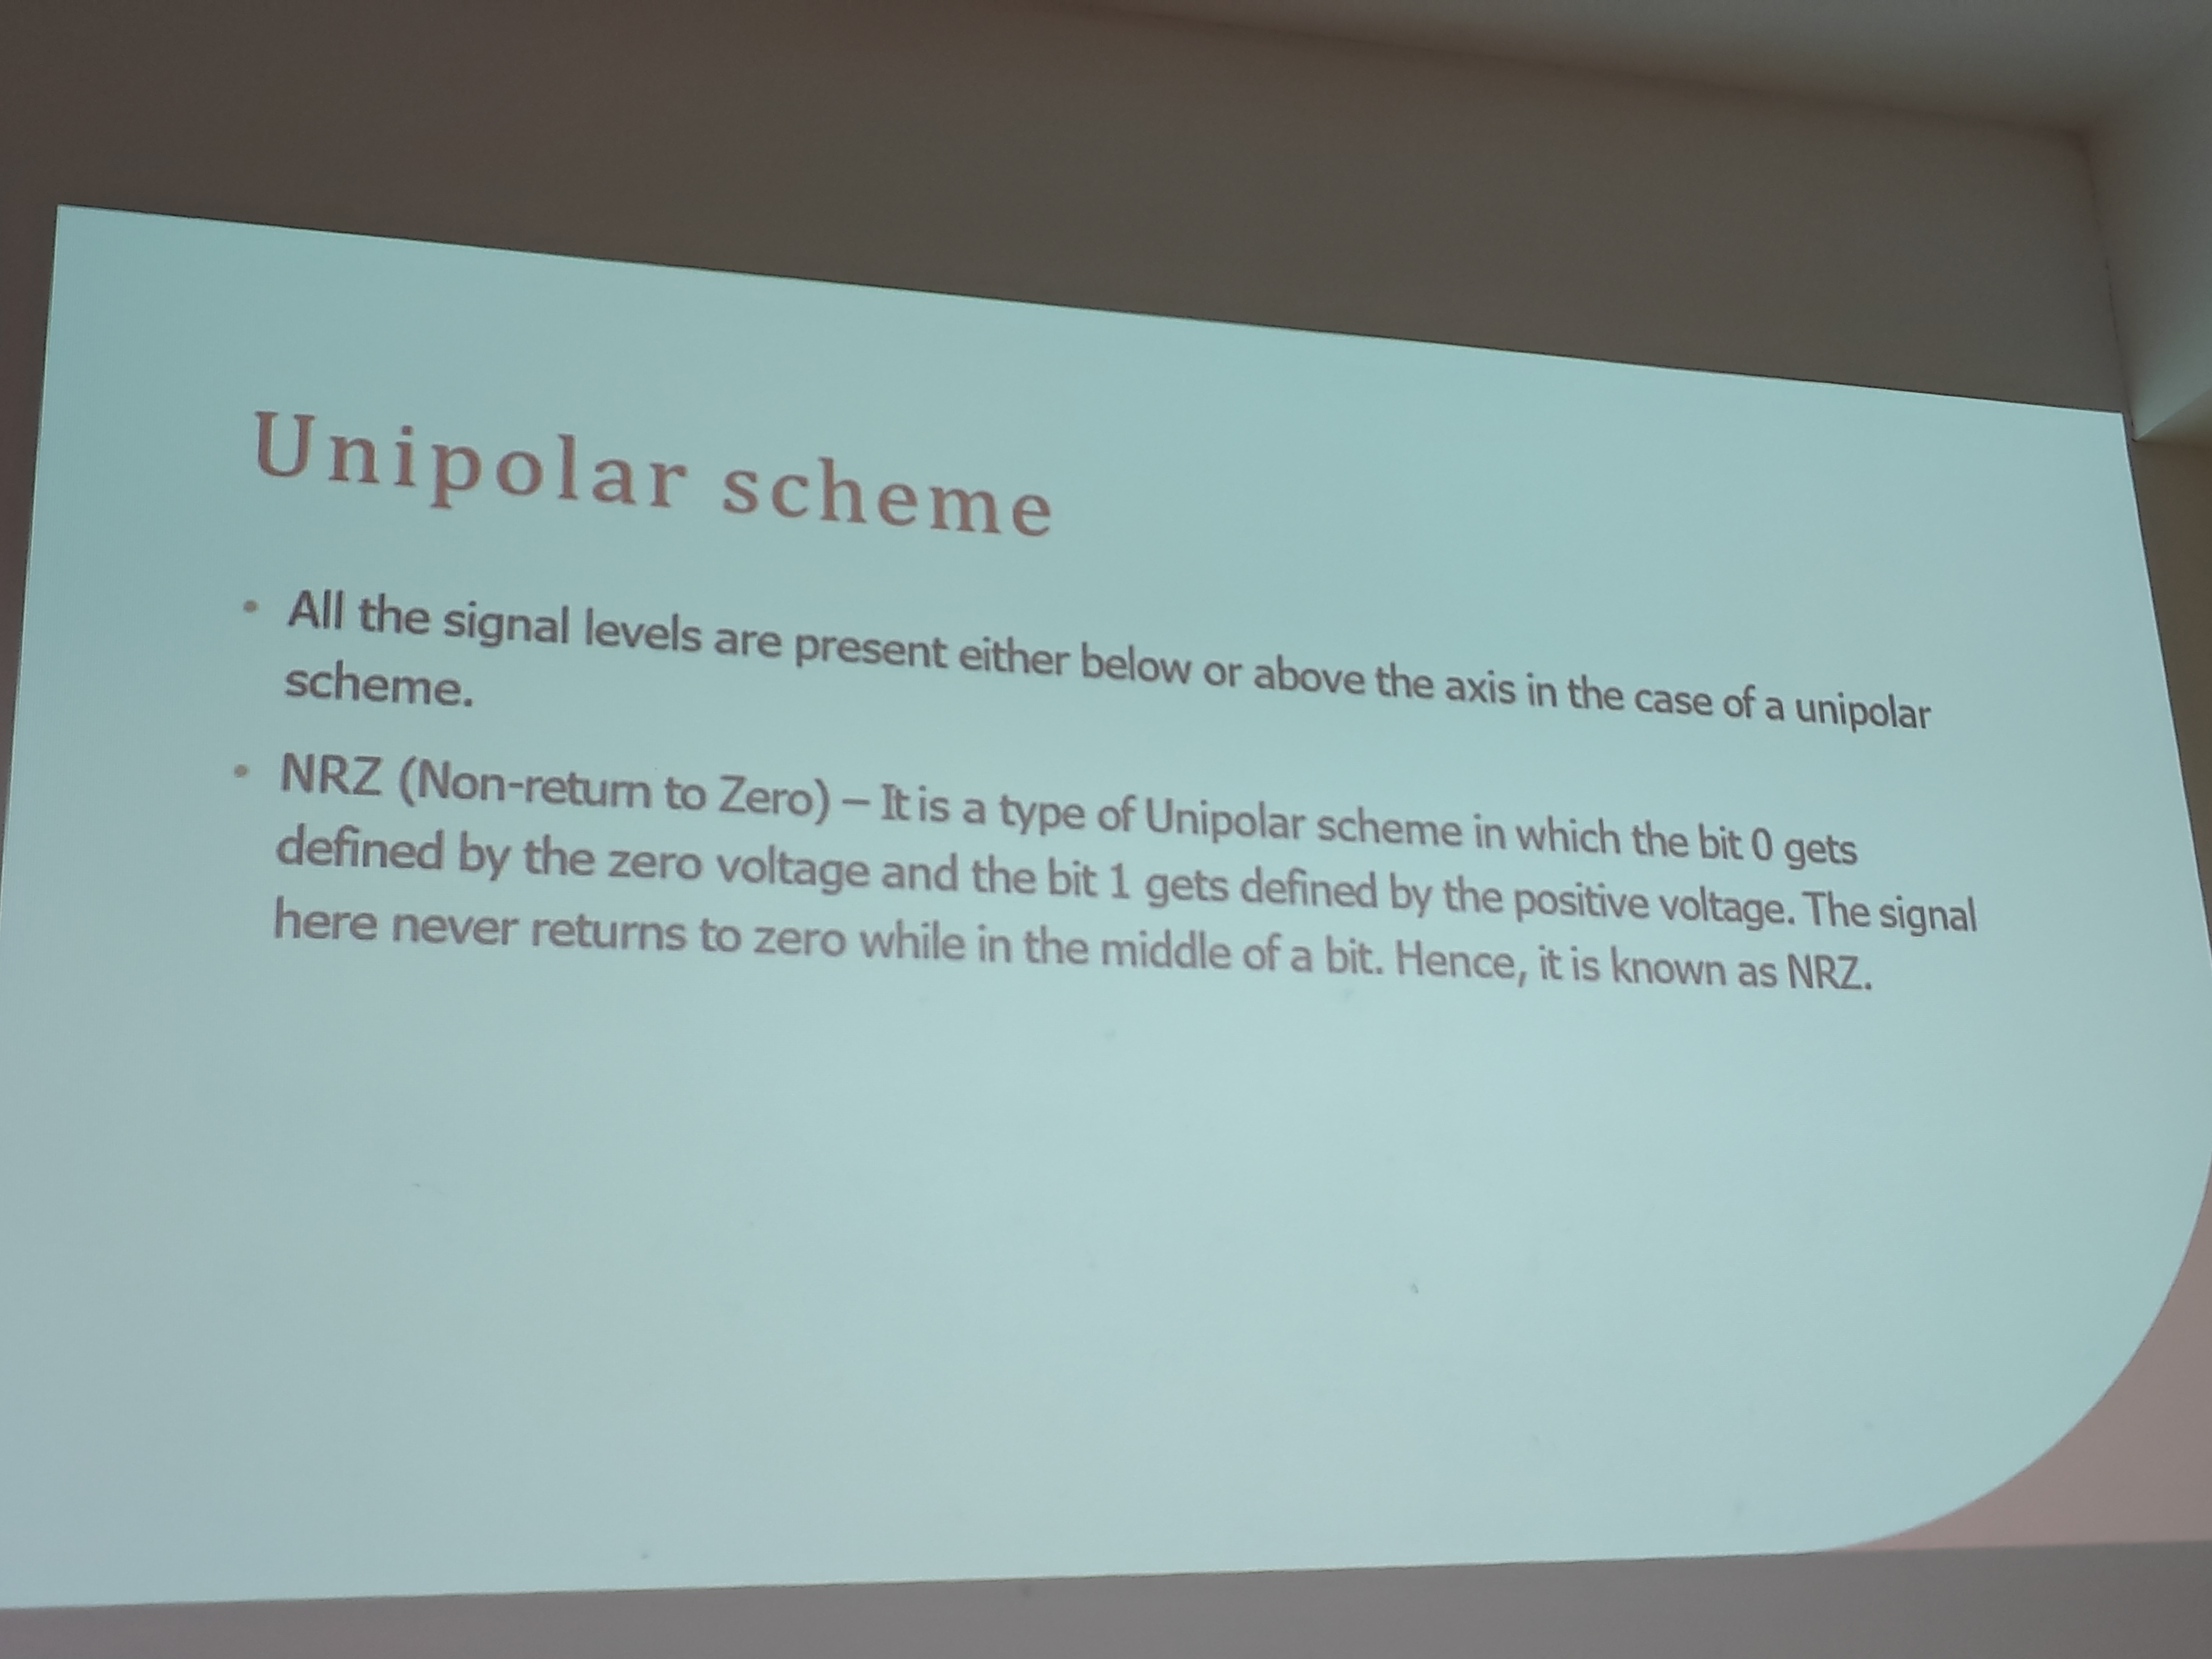 Unipolar scheme
• All the signal levels are present either below or above the axis in the case of a unipolar
scheme.
• NRZ (Non-return to Zero) – It is a type of Unipolar scheme in which the bit 0 gets
defined by the zero voltage and the bit 1 gets defined by the positive voltage. The signal
here never returns to zero while in the middle of a bit. Hence, it is known as NRZ.